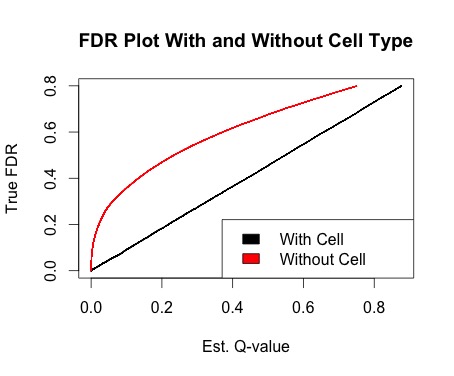 FDR Plot With and Without Cell Type
True FDR
0.8
0.6
0.4
0.2
0.0
With Cell
Without Cell
0.0 0.2 0.4 0.6 0.8
Est. Q-value